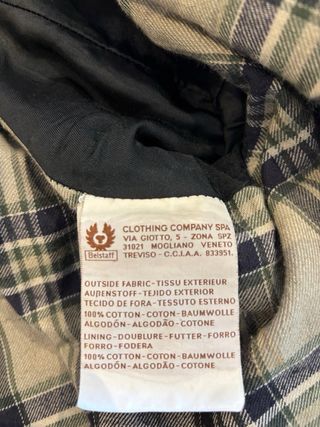 CLOTHING COMPANY SPA
VIA GIOTTO, 5 - ZONA SPZ
31021 MOGLIANO VENETO
TREVISO - C.C.I.A.A. 833951.
Belstaff
OUTSIDE FABRIC-TISSU EXTERIEUR
AUßENSTOFF-TEJIDO EXTERIOR
TECIDO DE FORA-TESSUTO ESTERNO
100% COTTON-COTON-BAUMWOLLE
ALGODÓN-ALGODÃO-COTONE
LINING-DOUBLURE-FUTTER-FORRO
FORRO-FODERA
100% COTTON-COTON-BAUMWOLLE
ALGODÓN-ALGODÃO-COTONE